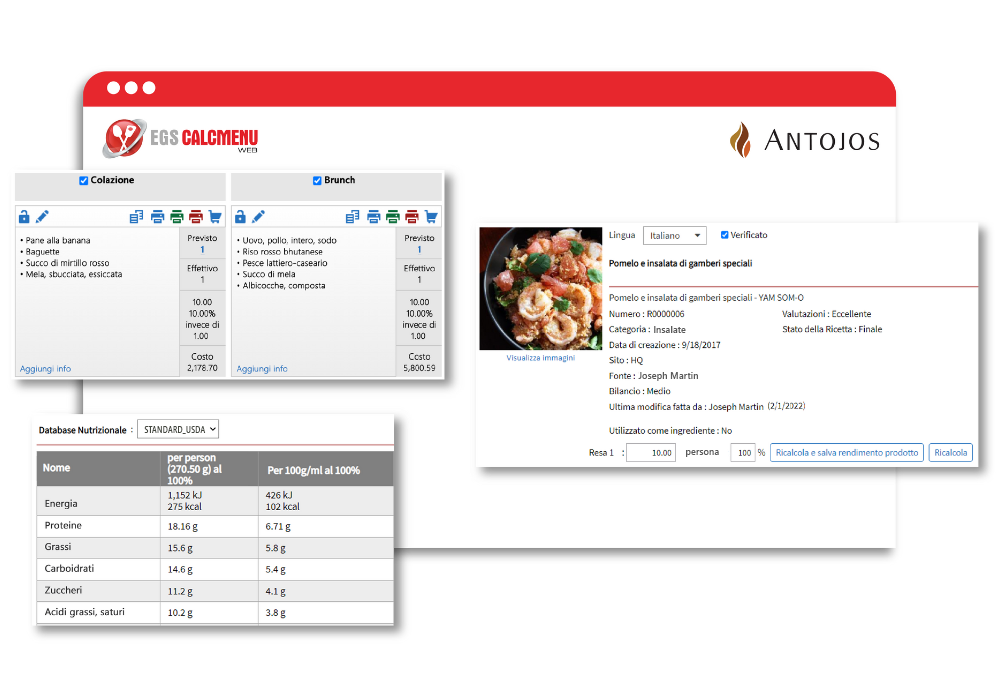 EGS CALCMENU
WEB
ANTOJOS
Colazione
Brunch
• Pane alla banana
• Baguette
• Succo di mirtillo rosso
• Mela, sbucciata, essiccata
Aggiungi info
Previsto
1
Effettivo
1
10.00
10.00%
invece di
1.00
Costo
2,178.70
• Uovo, pollo, intero, sodo
• Riso rosso bhutanese
• Pesce lattiero-caseario
• Succo di mela
• Albicocche, composta
Aggiungi info
Previsto
1
Effettivo
1
10.00
10.00%
invece di
1.00
Costo
5,800.59
Lingua Italiano Verificato
Pomelo e insalata di gamberi speciali
Visualizza immagini
Pomelo e insalata di gamberi speciali - YAM SOM-O
Numero : R0000006 Valutazioni : Eccellente
Categoria : Insalate Stato della Ricetta : Finale
Data di creazione : 9/18/2017
Sito : HQ
Fonte : Joseph Martin
Bilancio : Medio
Ultima modifica fatta da : Joseph Martin (2/1/2022)
Utilizzato come ingrediente : No
Resa 1 : 10.00 persona 100 % Ricalcola e salva rendimento prodotto Ricalcola
Database Nutrizionale : STANDARD_USDA
Nome
per person
(270.50 g) al
100%
Per 100g/ml al 100%
Energia
1,152 kJ
275 kcal
426 kJ
102 kcal
Proteine 18.16 g 6.71 g
Grassi 15.6 g 5.8 g
Carboidrati 14.6 g 5.4 g
Zuccheri 11.2 g 4.1 g
Acidi grassi, saturi 10.2 g 3.8 g